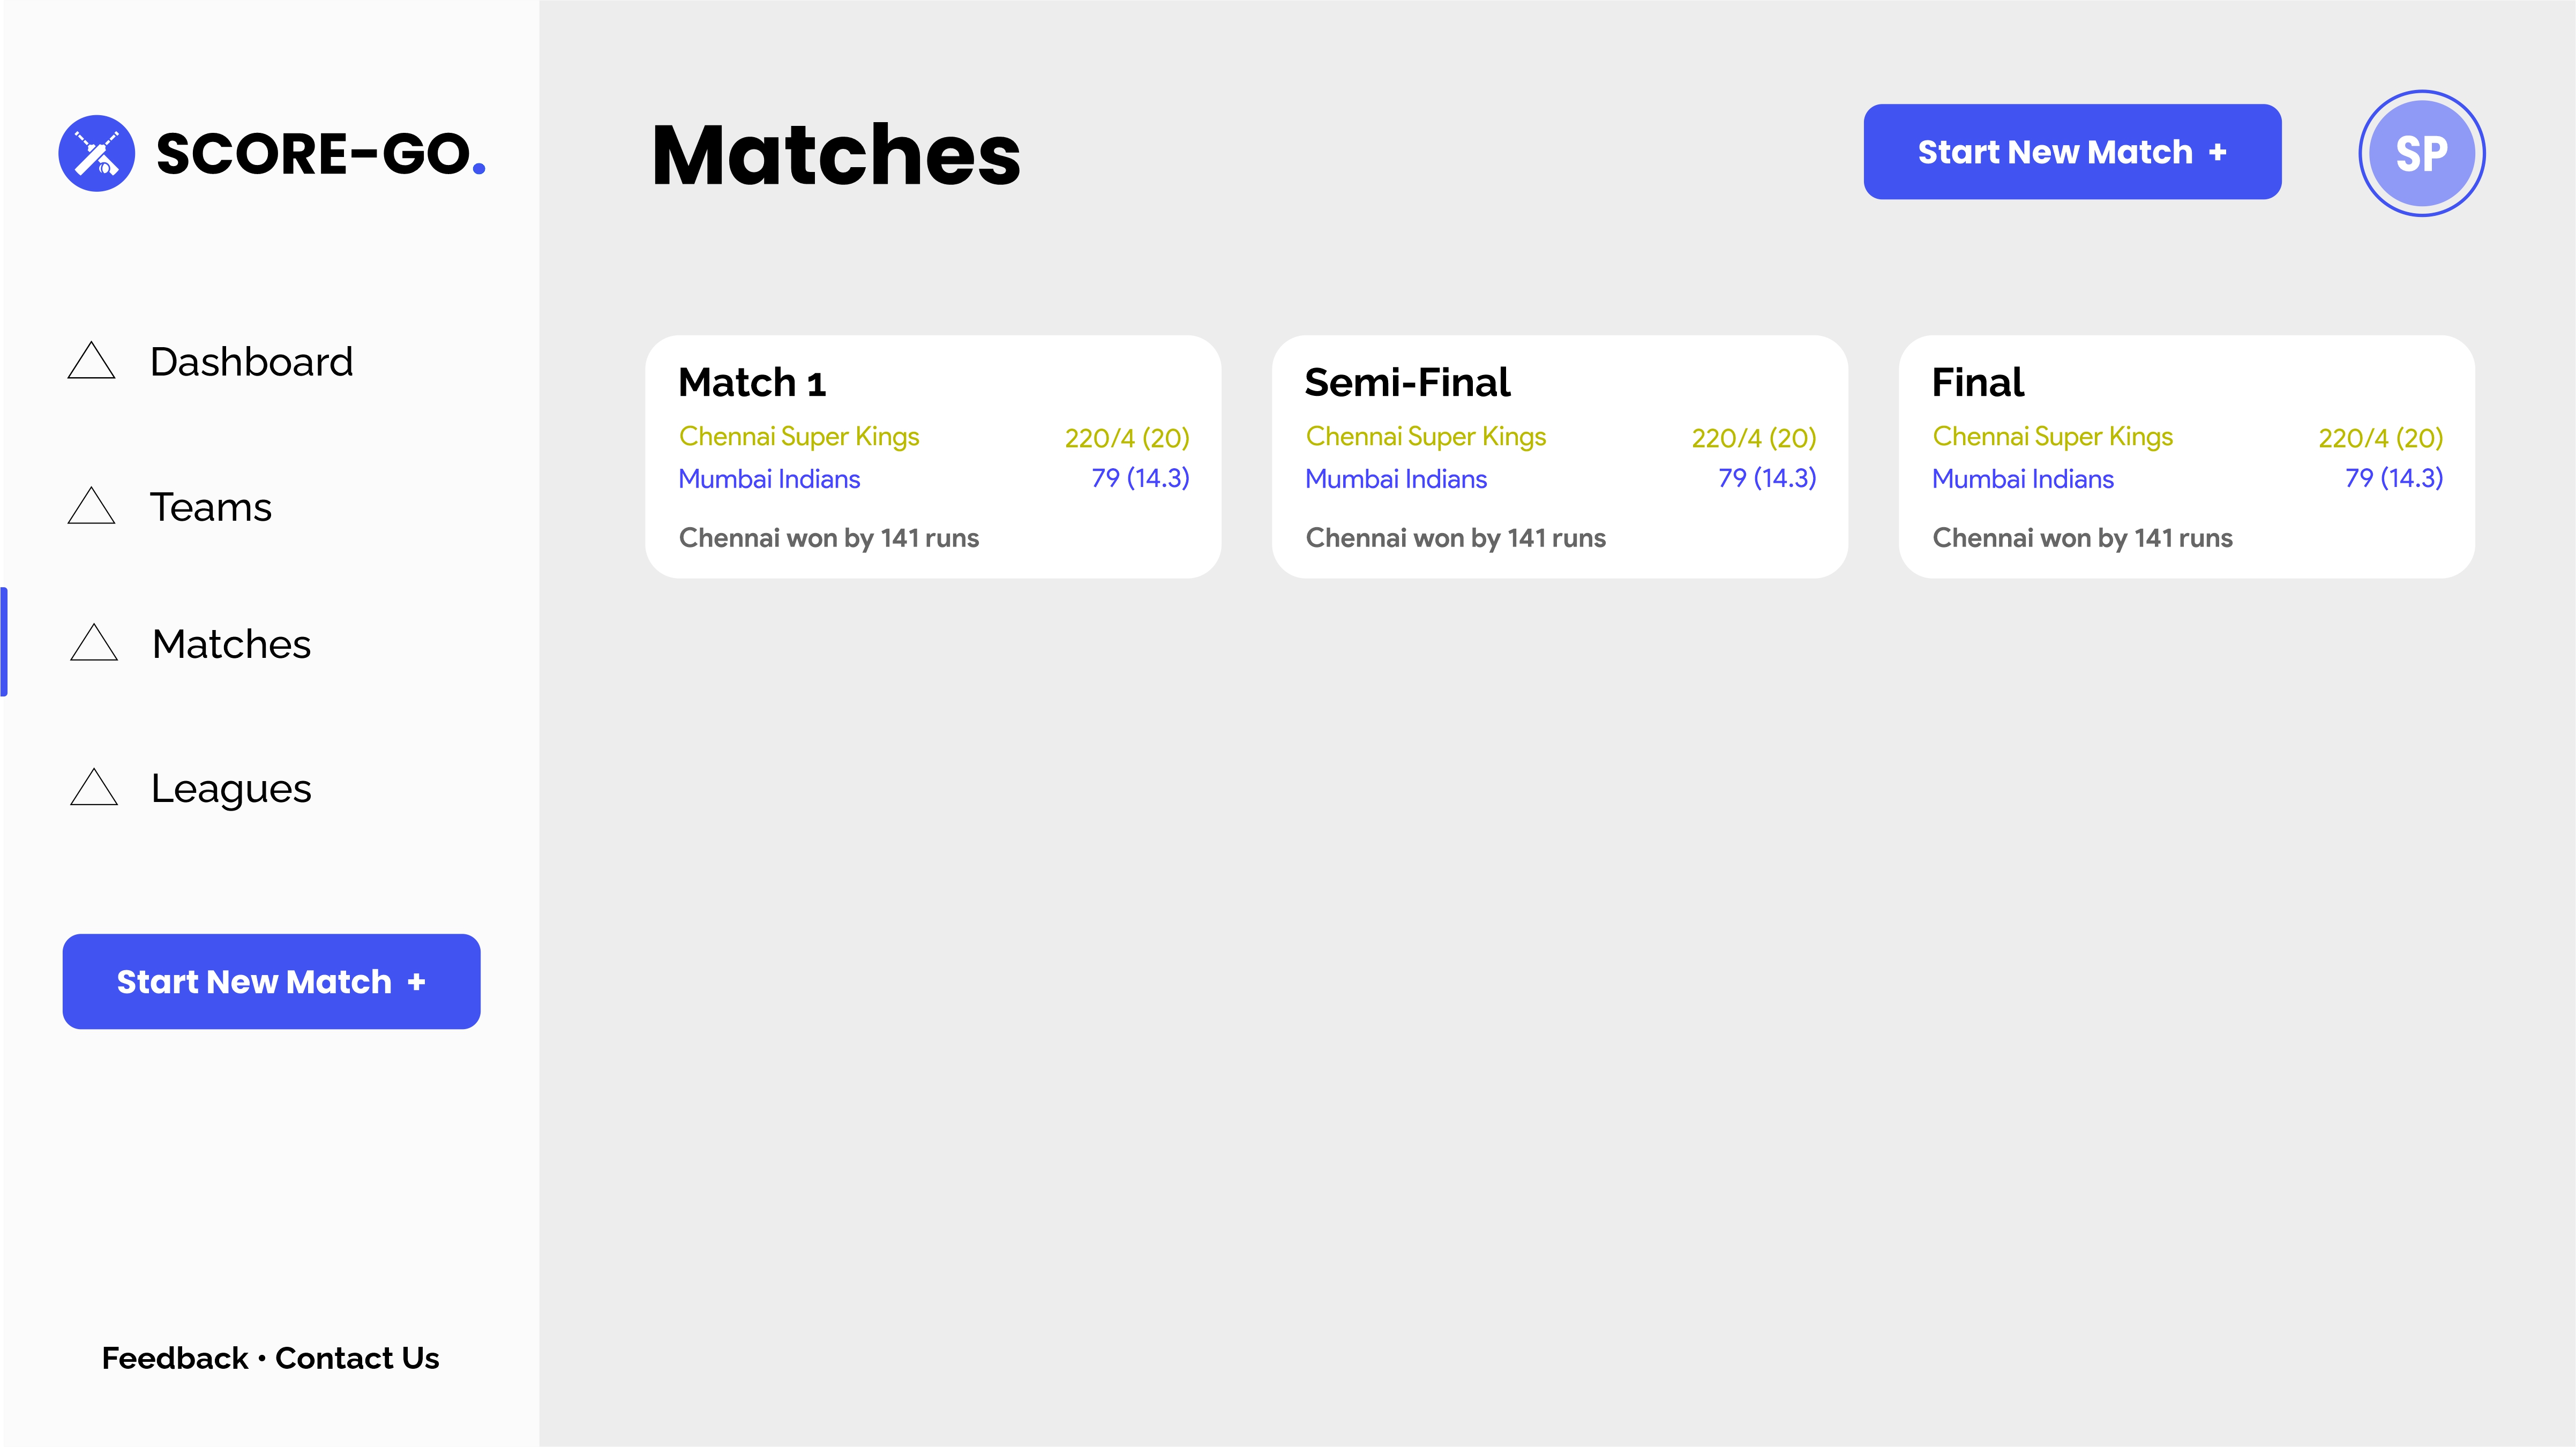 SCORE-GO.
Dashboard
Teams
Matches
Leagues
Start New Match +
Feedback • Contact Us
Matches
Start New Match +
SP
Match 1
Chennai Super Kings 220/4 (20)
Mumbai Indians 79 (14.3)
Chennai won by 141 runs
Semi-Final
Chennai Super Kings 220/4 (20)
Mumbai Indians 79 (14.3)
Chennai won by 141 runs
Final
Chennai Super Kings 220/4 (20)
Mumbai Indians 79 (14.3)
Chennai won by 141 runs